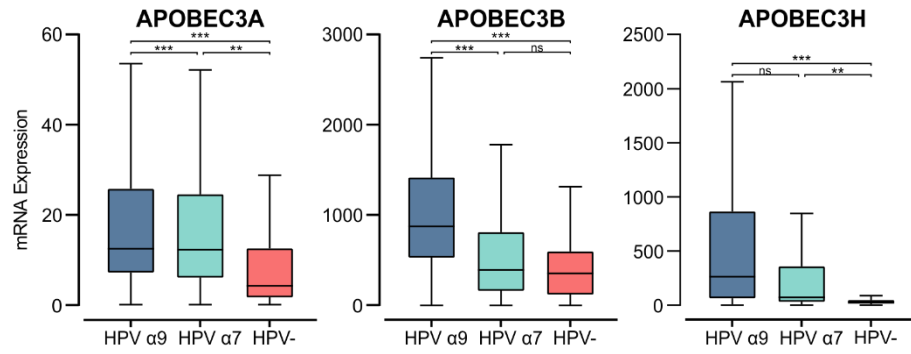 APOBEC3A
APOBEC3B
APOBEC3H
mRNA Expression
60
40
20
0
***
***
**
HPV α9
HPV α7
HPV-
3000
2000
1000
0
***
***
ns
HPV α9
HPV α7
HPV-
2500
2000
1500
1000
500
0
***
ns
**
HPV α9
HPV α7
HPV-